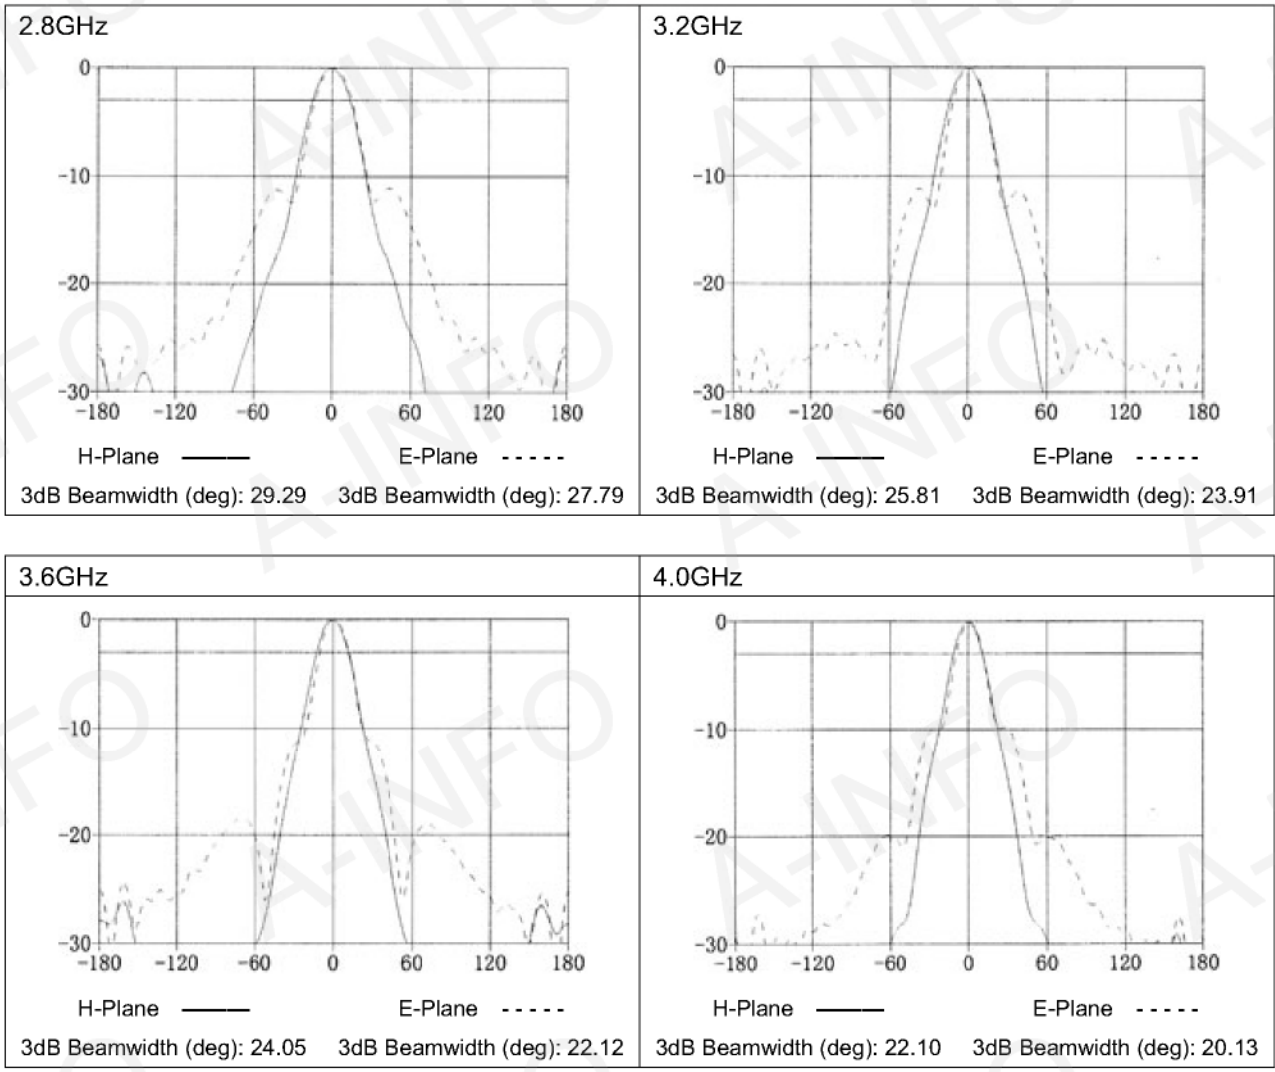 2.8GHz
0
-10
-20
-30
-180 -120 -60 0 60 120 180
H-Plane E-Plane
3dB Beamwidth (deg): 29.29 3dB Beamwidth (deg): 27.79
3.2GHz
0
-10
-20
-30
-180 -120 -60 0 60 120 180
H-Plane E-Plane
3dB Beamwidth (deg): 25.81 3dB Beamwidth (deg): 23.91
3.6GHz
0
-10
-20
-30
-180 -120 -60 0 60 120 180
H-Plane E-Plane
3dB Beamwidth (deg): 24.05 3dB Beamwidth (deg): 22.12
4.0GHz
0
-10
-20
-30
-180 -120 -60 0 60 120 180
H-Plane E-Plane
3dB Beamwidth (deg): 22.10 3dB Beamwidth (deg): 20.13
A-INFO
A-INFO
A-INFO
A-INFO
A-INFO
A-INFO